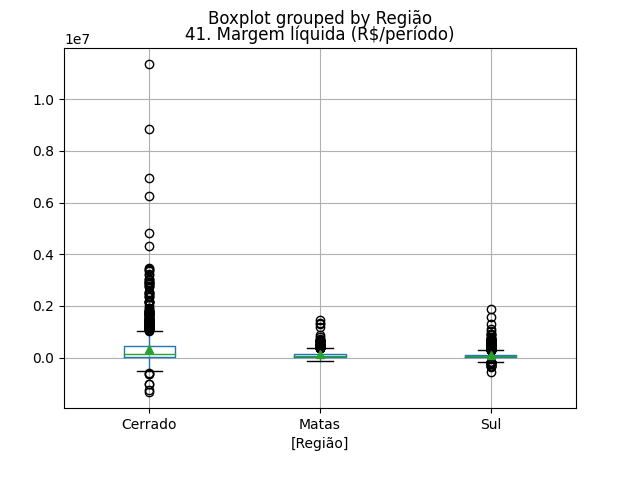 Boxplot grouped by Região
41. Margem líquida (R$/período)
1e7
1.0
0.8
0.6
0.4
0.2
0.0
Cerrado Matas Sul
[Região]